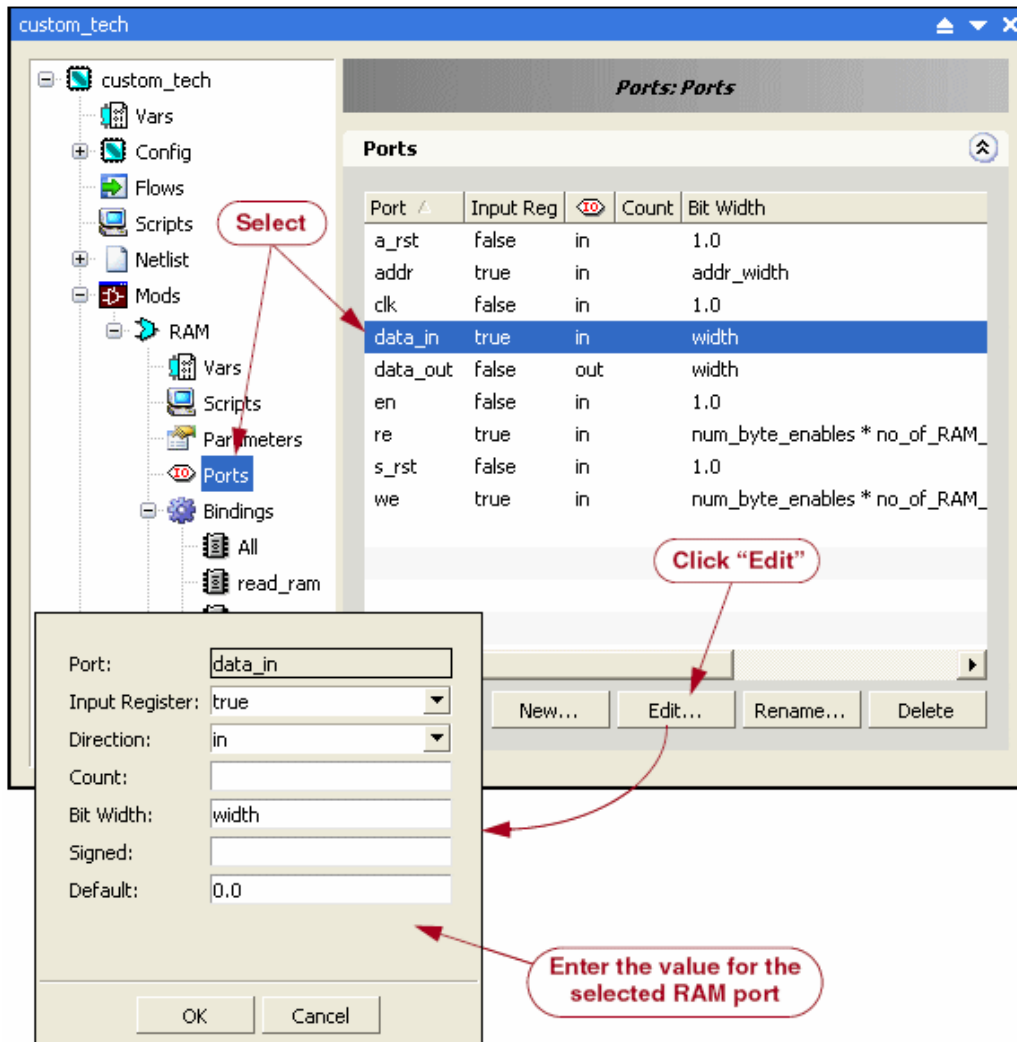 custom_tech
custom_tech
Vars
Config
Flows
Scripts
Netlist
Mods
RAM
Vars
Scripts
Parameters
IO Ports
Bindings
All
read_ram
Select
Ports: Ports
Ports
Port Input Reg IO Count Bit Width
a_rst false in 1.0
addr true in addr_width
clk false in 1.0
data_in true in width
data_out false out width
en false in 1.0
re true in num_byte_enables * no_of_RAM_
s_rst false in 1.0
we true in num_byte_enables * no_of_RAM_
Click “Edit”
New... Edit... Rename... Delete
Port: data_in
Input Register: true
Direction: in
Count:
Bit Width: width
Signed:
Default: 0.0
OK Cancel
Enter the value for the
selected RAM port